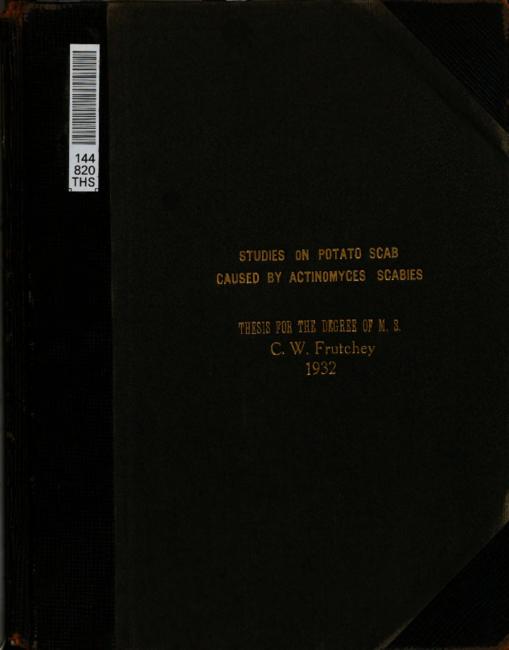 144
820
THS
STUDIES ON POTATO SCAB
CAUSED BY ACTINOMYCES SCABIES
THESIS FOR THE DEGREE OF M. S.
C. W. Frutchey
1932